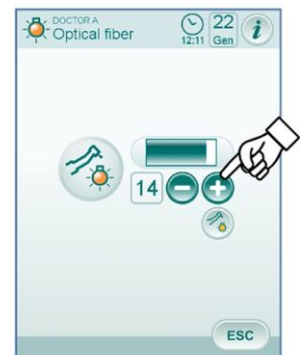 DOCTOR A
Optical fiber
12:11
22
Gen
i
14
ESC